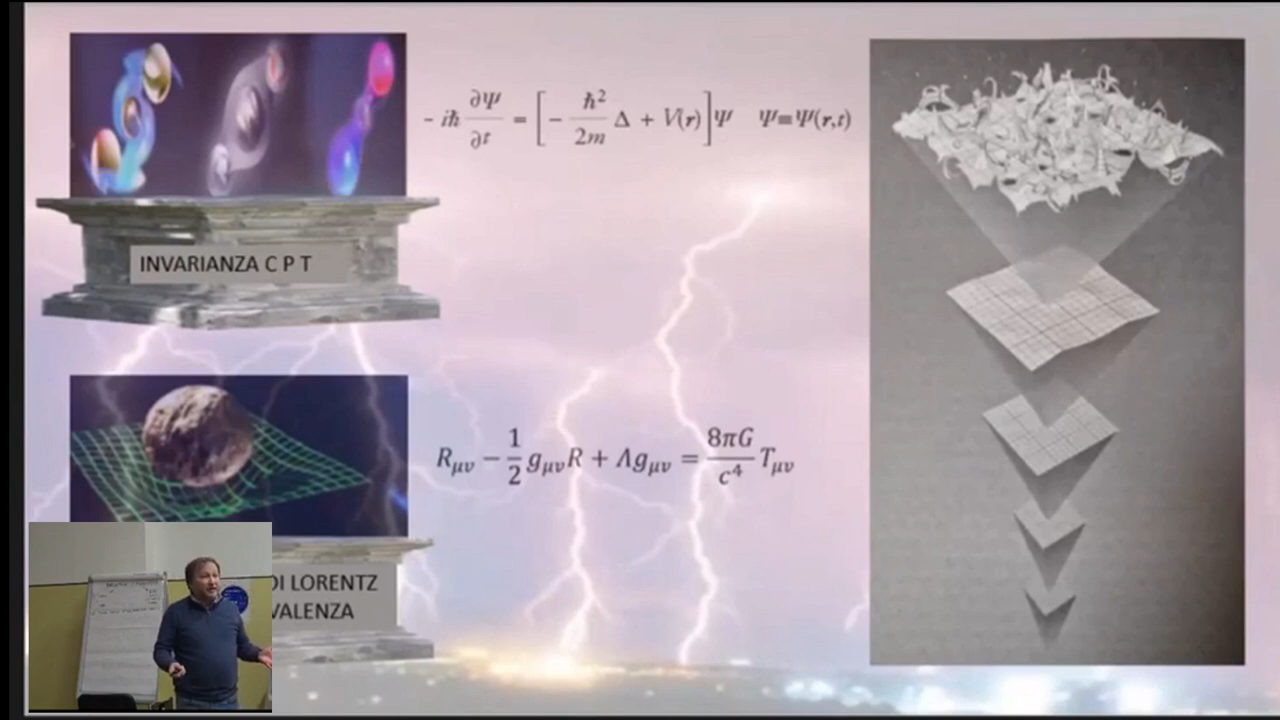 - iℏ ∂Ψ/∂t = [ - ℏ²/2m Δ + V(r) ] Ψ Ψ≡Ψ(r,t)
INVARIANZA C P T
R_μν − 1/2 g_μν R + Λg_μν = 8πG/c⁴ T_μν
DI LORENTZ
VALENZA